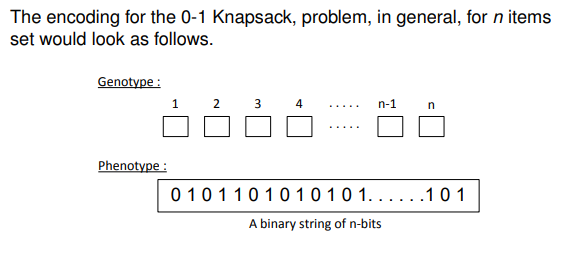 The encoding for the 0-1 Knapsack, problem, in general, for n items
set would look as follows.
Genotype :
1 2 3 4 ..... n-1 n
.....
Phenotype :
0 1 0 1 1 0 1 0 1 0 1 0 1. . . . . .1 0 1
A binary string of n-bits